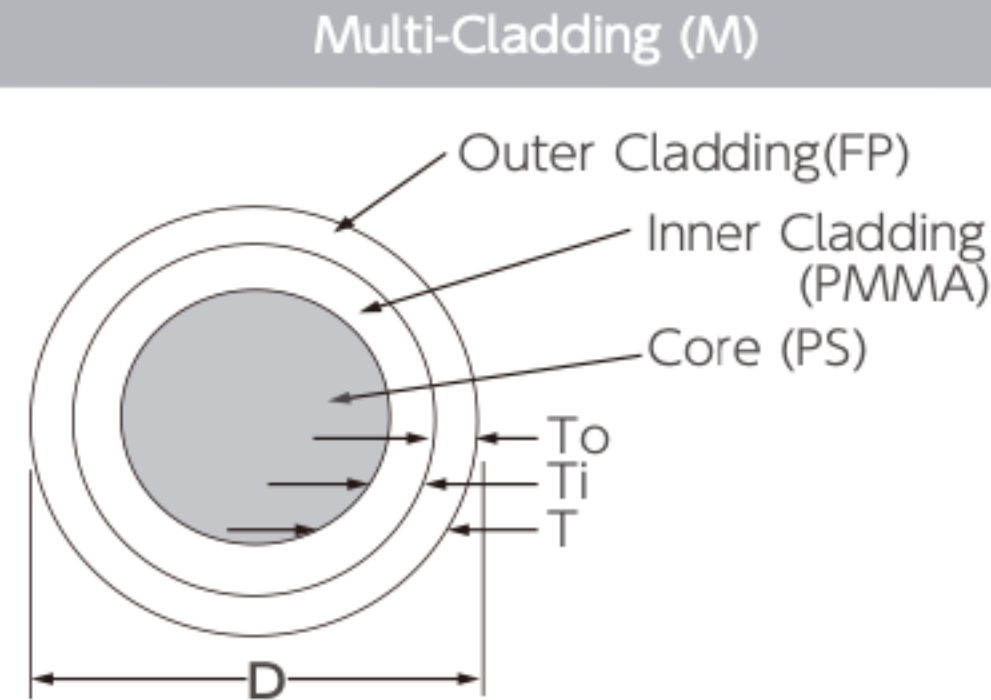 Multi-Cladding (M)
Outer Cladding(FP)
Inner Cladding
(PMMA)
Core (PS)
To
Ti
T
D